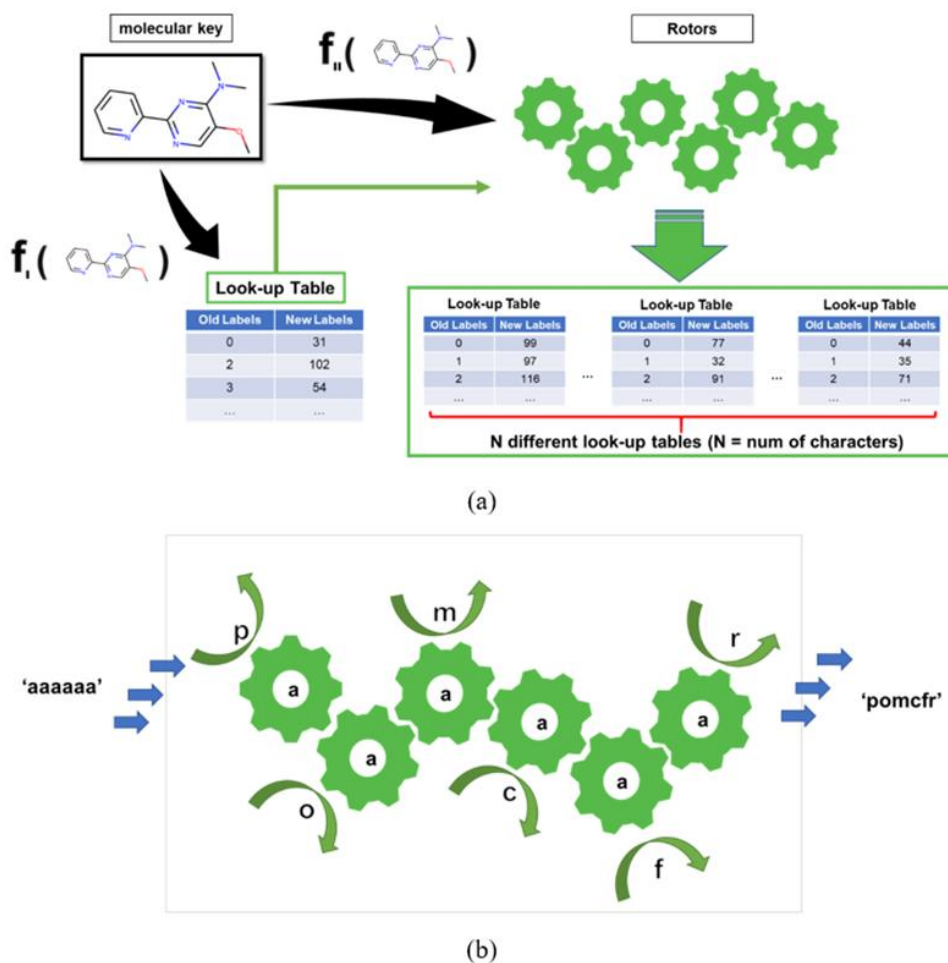 molecular key
Rotors
f_II ( N N N N O )
N N N N O
f_I ( N N N N O )
Look-up Table
Old Labels New Labels
0 31
2 102
3 54
... ...
Look-up Table Look-up Table Look-up Table
Old Labels New Labels Old Labels New Labels Old Labels New Labels
0 99 0 77 0 44
1 97 1 32 1 35
2 116 ... 2 91 ... 2 71
... ... ... ... ... ...
N different look-up tables (N = num of characters)
(a)
p m r
'aaaaaa' a a a a a a 'pomcfr'
o c f
(b)